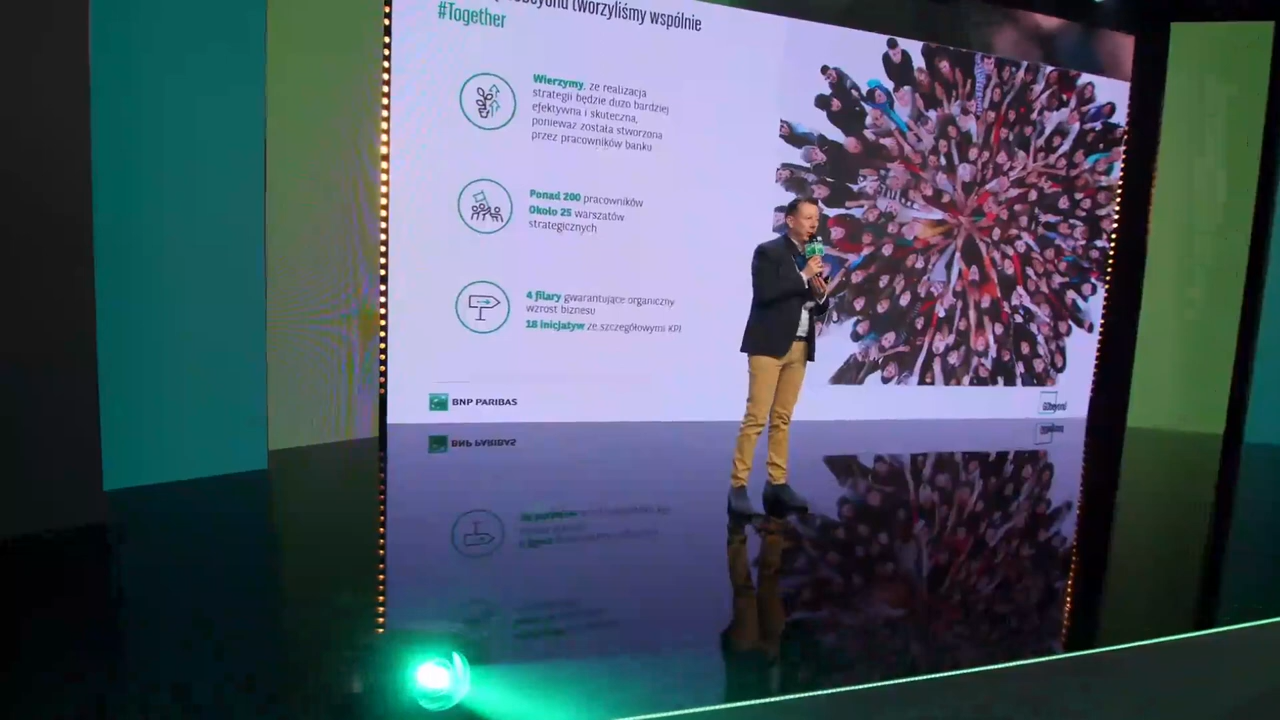 tworzyliśmy wspólnie
#Together
Wierzymy, że realizacja
strategii będzie dużo bardziej
efektywna i skuteczna,
ponieważ została stworzona
przez pracowników banku
Ponad 200 pracowników
Około 25 warsztatów
strategicznych
4 filary gwarantujące organiczny
wzrost biznesu
18 inicjatyw ze szczegółowymi KPI
BNP PARIBAS
GObeyond